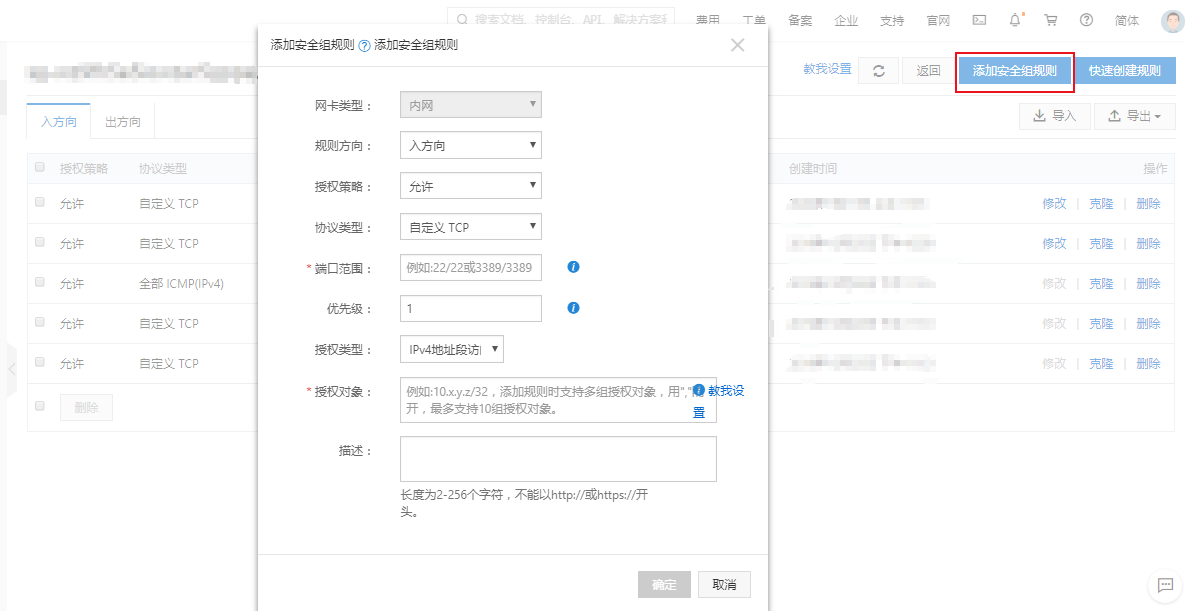 搜索文档、控制台、API、解决方案和
费用
工单
备案
企业
支持
官网
简体
添加安全组规则
添加安全组规则
教我设置
返回
添加安全组规则
快速创建规则
入方向
出方向
导入
导出
授权策略
协议类型
创建时间
操作
允许
自定义 TCP
修改
克隆
删除
允许
自定义 TCP
修改
克隆
删除
允许
全部 ICMP(IPv4)
修改
克隆
删除
允许
自定义 TCP
修改
克隆
删除
允许
自定义 TCP
修改
克隆
删除
删除
网卡类型：
内网
规则方向：
入方向
授权策略：
允许
协议类型：
自定义 TCP
* 端口范围：
例如:22/22或3389/3389
优先级：
1
授权类型：
IPv4地址段访
* 授权对象：
例如:10.x.y.z/32，添加规则时支持多组授权对象，用","
开，最多支持10组授权对象。
教我设
置
描述：
长度为2-256个字符，不能以http://或https://开
头。
确定
取消